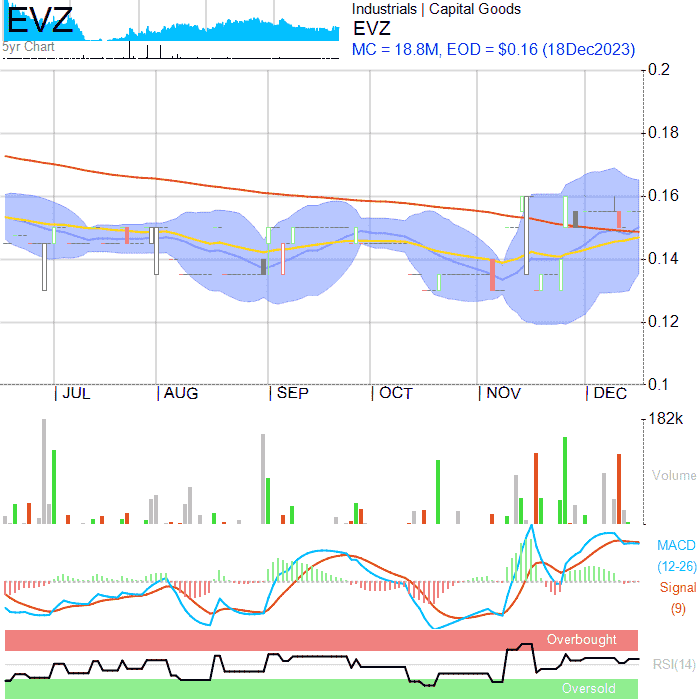 EVZ
5yr Chart
Industrials | Capital Goods
EVZ
MC = 18.8M, EOD = $0.16 (18Dec2023)
0.2
0.18
0.16
0.14
0.12
0.1
JUL AUG SEP OCT NOV DEC
182k
Volume
MACD
(12-26)
Signal
(9)
Overbought
RSI(14)
Oversold